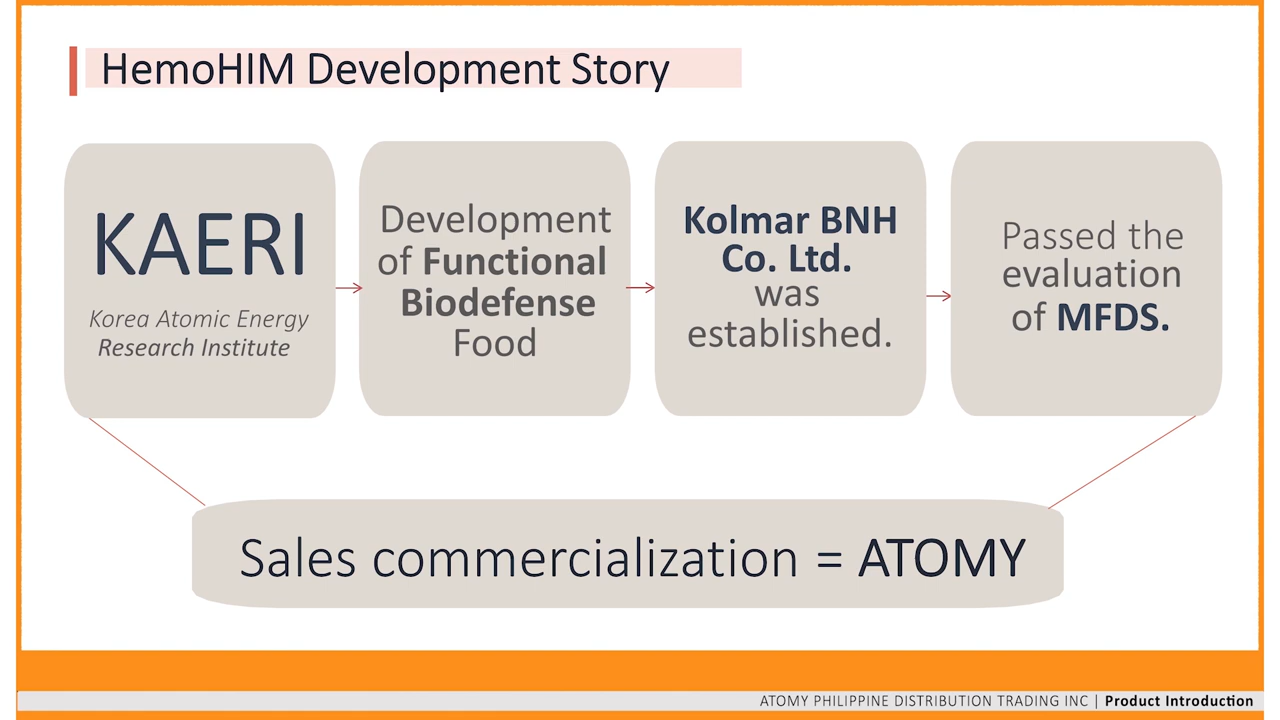 HemoHIM Development Story
KAERI
Korea Atomic Energy
Research Institute
Development
of Functional
Biodefense
Food
Kolmar BNH
Co. Ltd.
was
established.
Passed the
evaluation
of MFDS.
Sales commercialization = ATOMY
ATOMY PHILIPPINE DISTRIBUTION TRADING INC | Product Introduction